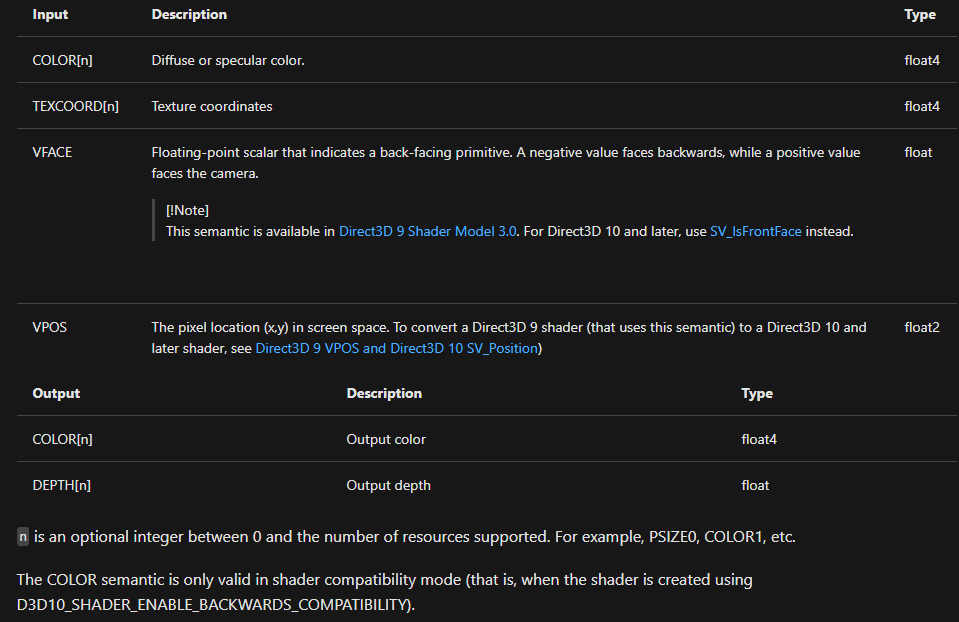 Input Description Type
COLOR[n] Diffuse or specular color. float4
TEXCOORD[n] Texture coordinates float4
VFACE Floating-point scalar that indicates a back-facing primitive. A negative value faces backwards, while a positive value float
faces the camera.
[!Note]
This semantic is available in Direct3D 9 Shader Model 3.0. For Direct3D 10 and later, use SV_IsFrontFace instead.
VPOS The pixel location (x,y) in screen space. To convert a Direct3D 9 shader (that uses this semantic) to a Direct3D 10 and float2
later shader, see Direct3D 9 VPOS and Direct3D 10 SV_Position)
Output Description Type
COLOR[n] Output color float4
DEPTH[n] Output depth float
n is an optional integer between 0 and the number of resources supported. For example, PSIZE0, COLOR1, etc.
The COLOR semantic is only valid in shader compatibility mode (that is, when the shader is created using
D3D10_SHADER_ENABLE_BACKWARDS_COMPATIBILITY).